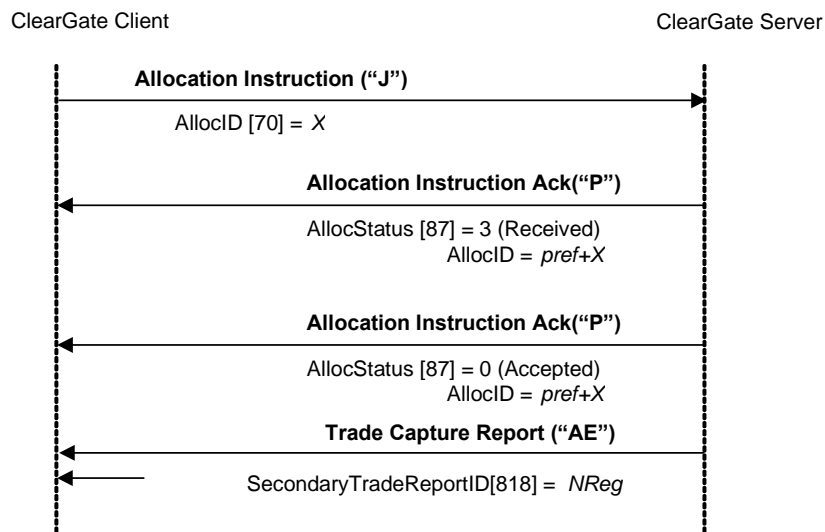 ClearGate Client ClearGate Server
Allocation Instruction (“J”)
AllocID [70] = X
Allocation Instruction Ack(“P”)
AllocStatus [87] = 3 (Received)
AllocID = pref+X
Allocation Instruction Ack(“P”)
AllocStatus [87] = 0 (Accepted)
AllocID = pref+X
Trade Capture Report (“AE”)
SecondaryTradeReportID[818] = NReg